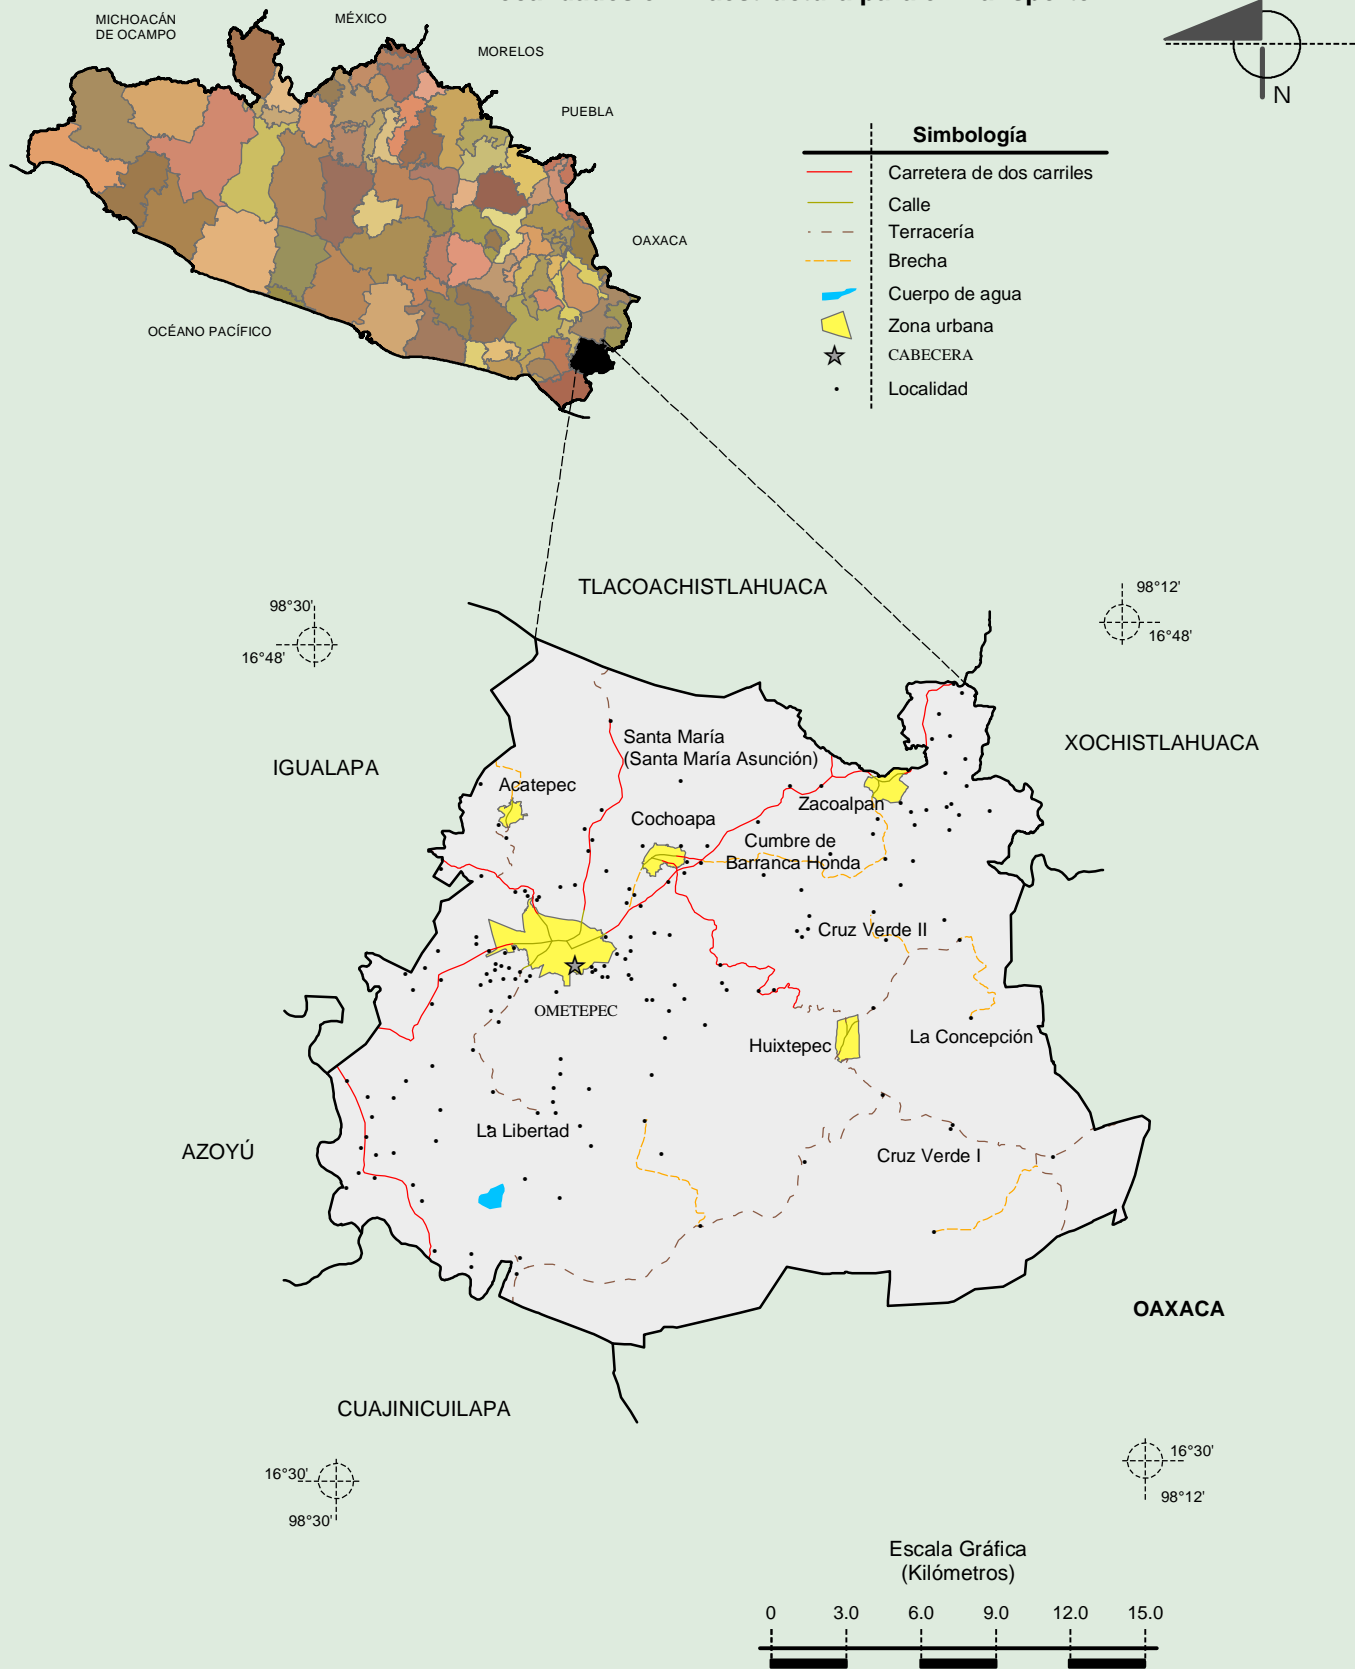 MICHOACÁN
DE OCAMPO
MÉXICO
MORELOS
PUEBLA
OAXACA
OCÉANO PACÍFICO
N
Simbología
Carretera de dos carriles
Calle
Terracería
Brecha
Cuerpo de agua
Zona urbana
CABECERA
Localidad
TLACOACHISTLAHUACA
98°30'
16°48'
98°12'
16°48'
XOCHISTLAHUACA
IGUALAPA
Santa María
(Santa María Asunción)
Acatepec
Zacoalpan
Cochoapa
Cumbre de
Barranca Honda
Cruz Verde II
OMETEPEC
Huixtepec
La Concepción
La Libertad
AZOYÚ
Cruz Verde I
OAXACA
CUAJINICUILAPA
16°30'
98°30'
16°30'
98°12'
Escala Gráfica
(Kilómetros)
0 3.0 6.0 9.0 12.0 15.0